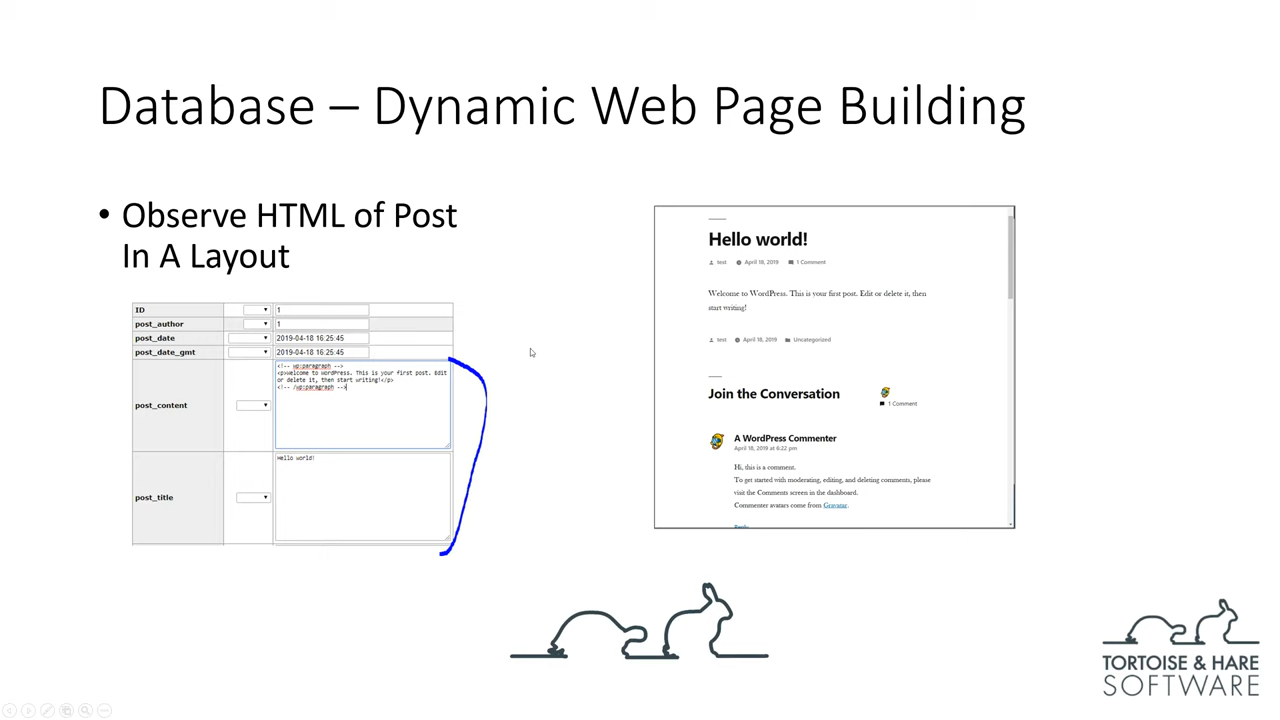 Database – Dynamic Web Page Building
• Observe HTML of Post
In A Layout
ID 1
post_author 1
post_date 2019-04-18 16:25:45
post_date_gmt 2019-04-18 16:25:45
post_content
<!-- wp:paragraph -->
<p>Welcome to WordPress. This is your first post. Edit
or delete it, then start writing!</p>
<!-- /wp:paragraph -->
post_title
Hello world!
Hello world!
test April 18, 2019 1 Comment
Welcome to WordPress. This is your first post. Edit or delete it, then
start writing!
test April 18, 2019 Uncategorized
Join the Conversation
1 Comment
A WordPress Commenter
April 18, 2019 at 6:22 pm
Hi, this is a comment.
To get started with moderating, editing, and deleting comments, please
visit the Comments screen in the dashboard.
Commenter avatars come from Gravatar.
Reply
TORTOISE & HARE
SOFTWARE